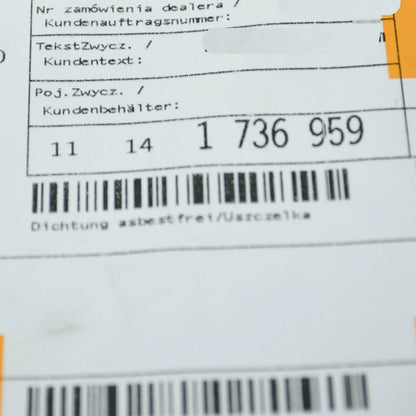 Nr zamówienia dealera /
Kundenauftragsnummer:
TekstZwycz. /
Kundentext:
Poj.Zwycz. /
Kundenbehälter:
11 14 1 736 959
Dichtung asbestfrei/Uszczelka